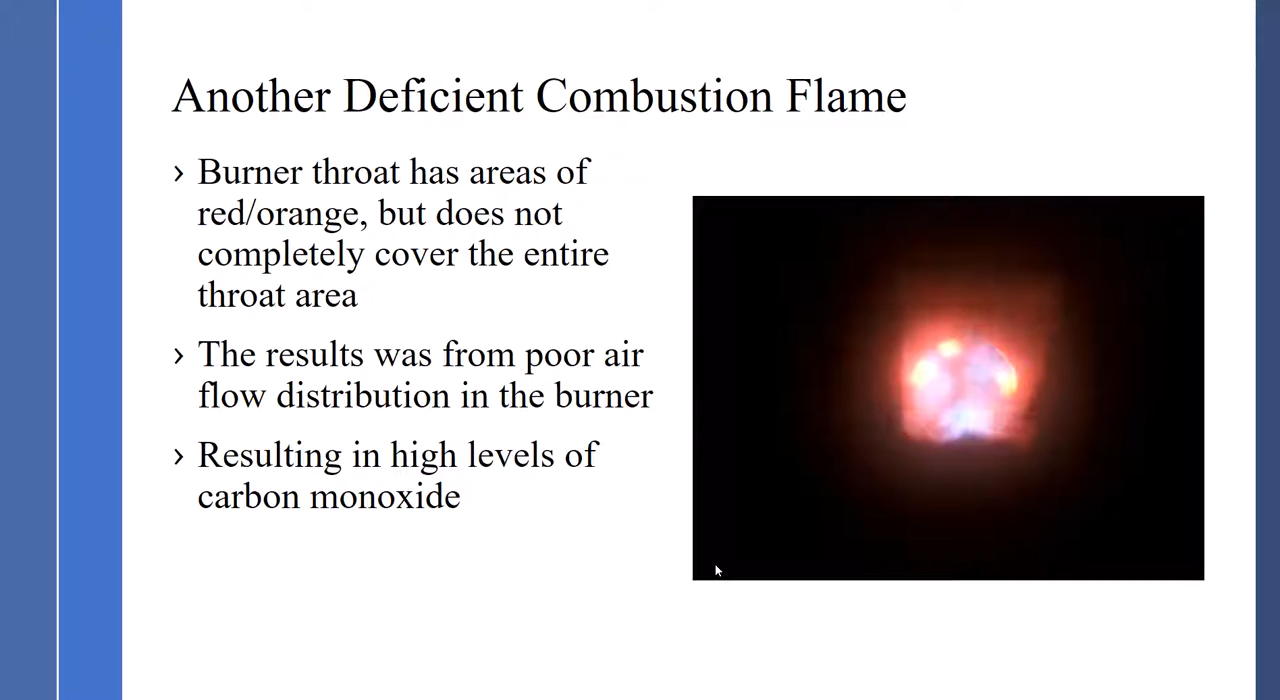 Another Deficient Combustion Flame
› Burner throat has areas of
red/orange, but does not
completely cover the entire
throat area
› The results was from poor air
flow distribution in the burner
› Resulting in high levels of
carbon monoxide